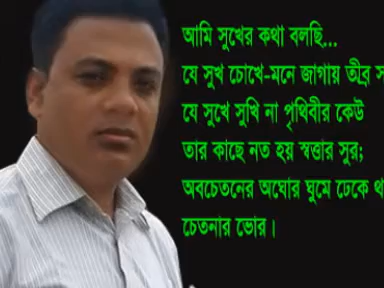 আমি সুখের কথা বলছি...
যে সুখ চোখে-মনে জাগায় তীব্র
যে সুখে সুখি না পৃথিবীর কেউ
তার কাছে নত হয় স্বত্তার সুর;
অবচেতনের অঘোর ঘুমে ঢেকে
চেতনার ভোর।